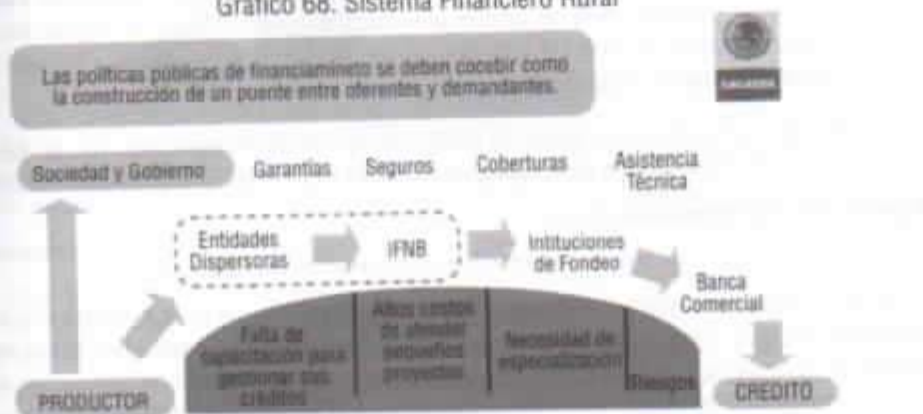 Gráfico 68. Sistema Financiero Rural
Las políticas públicas de financiamineto se deben cocebir como
la construcción de un puente entre oferentes y demandantes.
Sociedad y Gobierno
Garantías
Seguros
Coberturas
Asistencia
Técnica
Entidades
Dispersoras
IFNB
Intituciones
de Fondeo
Banca
Comercial
Falta de
capacitación para
gestionar sus
créditos
Altos costos
de atender
pequeños
proyectos
Necesidad de
especialización
Riesgos
PRODUCTOR
CREDITO